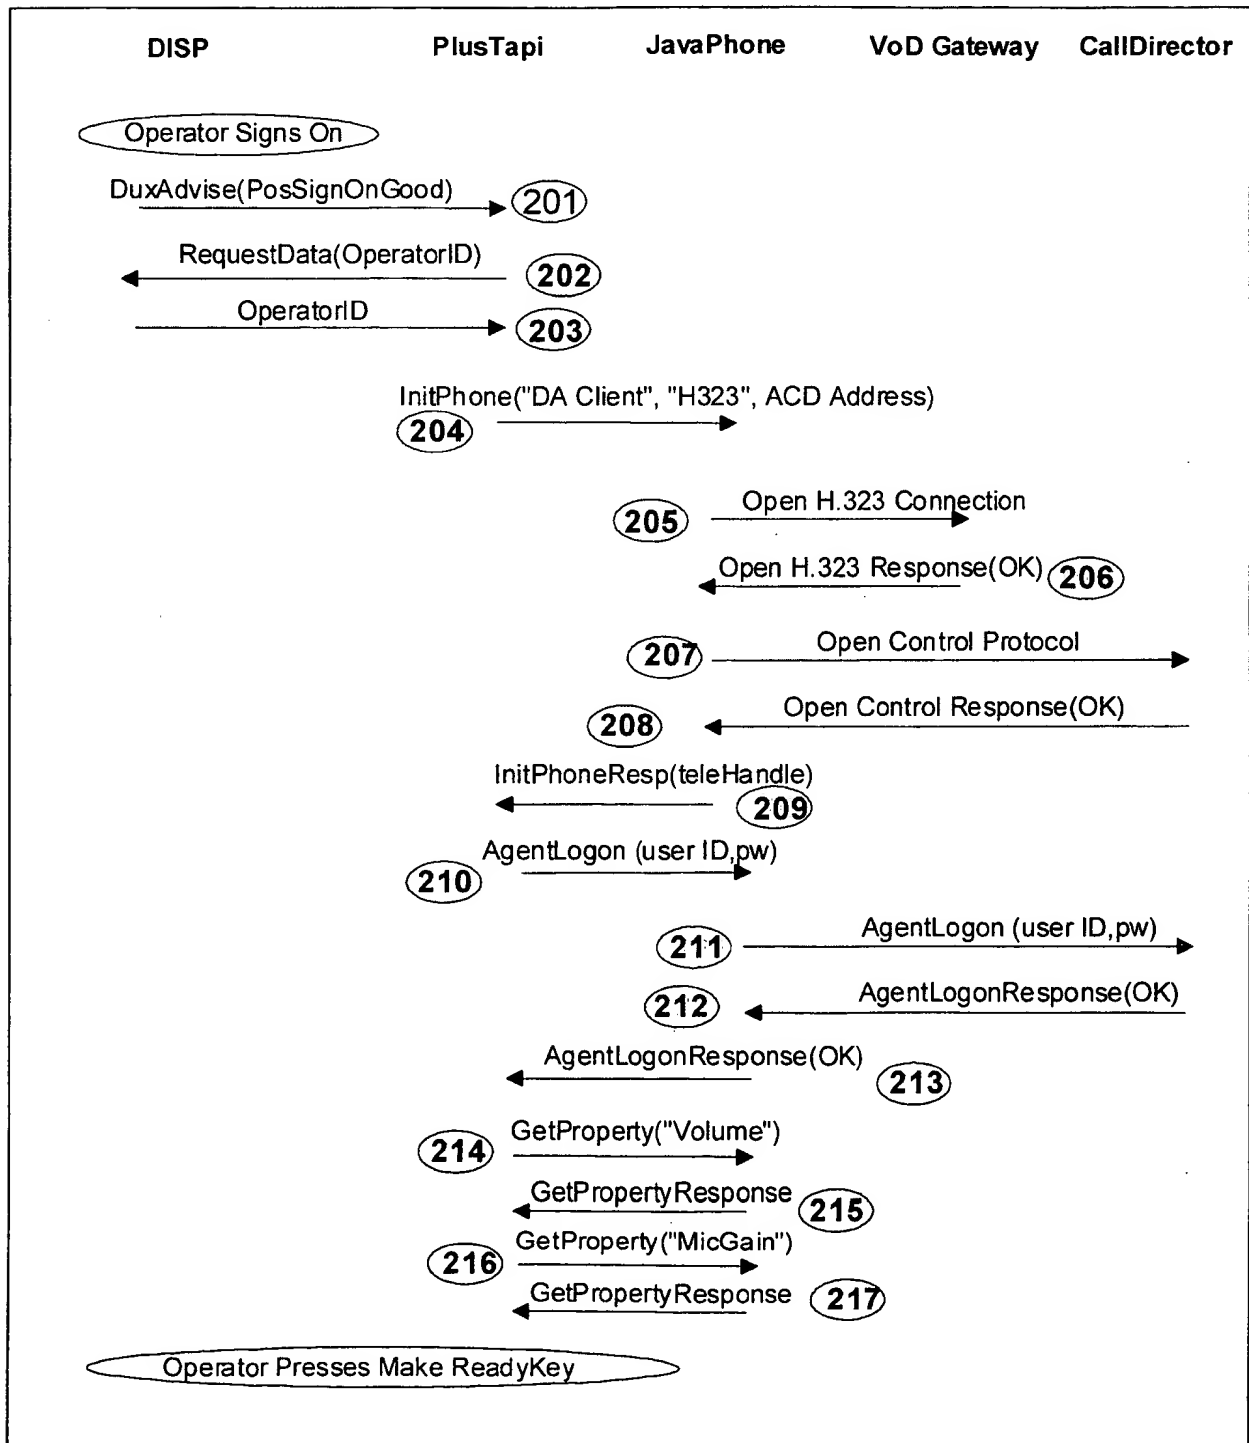 DISP PlusTapi JavaPhone VoD Gateway CallDirector
Operator Signs On
DuxAdvise(PosSignOnGood)
201
RequestData(OperatorID)
202
OperatorID
203
InitPhone("DA Client", "H323", ACD Address)
204
Open H.323 Connection
205
Open H.323 Response(OK)
206
Open Control Protocol
207
Open Control Response(OK)
208
InitPhoneResp(teleHandle)
209
AgentLogon (user ID,pw)
210
AgentLogon (user ID,pw)
211
AgentLogonResponse(OK)
212
AgentLogonResponse(OK)
213
GetProperty("Volume")
214
GetPropertyResponse
215
GetProperty("MicGain")
216
GetPropertyResponse
217
Operator Presses Make ReadyKey